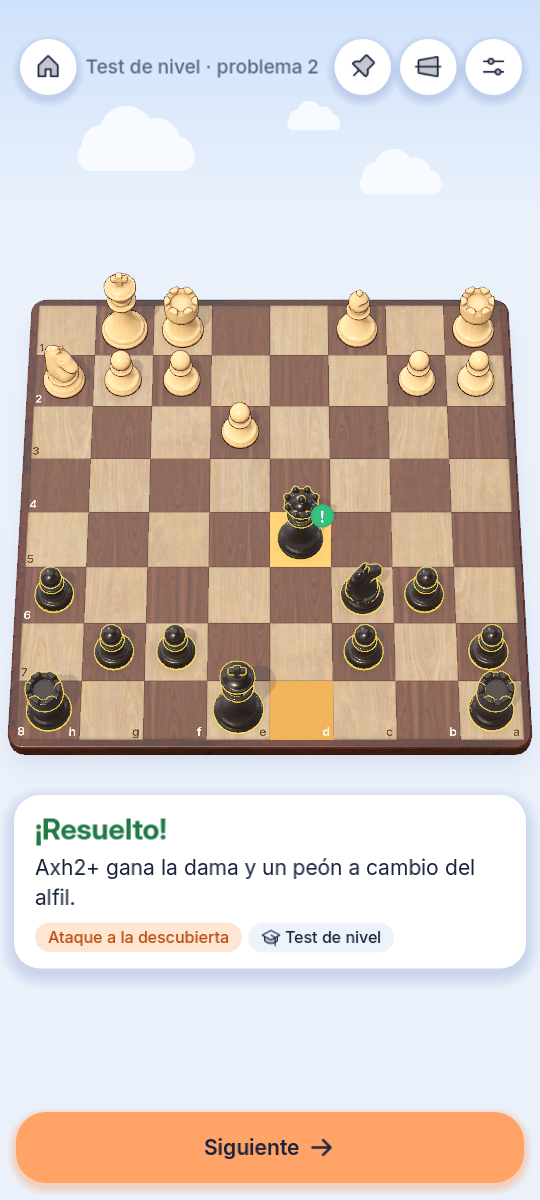 Test de nivel · problema 2
1
2
3
4
5
!
6
7
8 h g f e d c b a
¡Resuelto!
Axh2+ gana la dama y un peón a cambio del
alfil.
Ataque a la descubierta
Test de nivel
Siguiente →